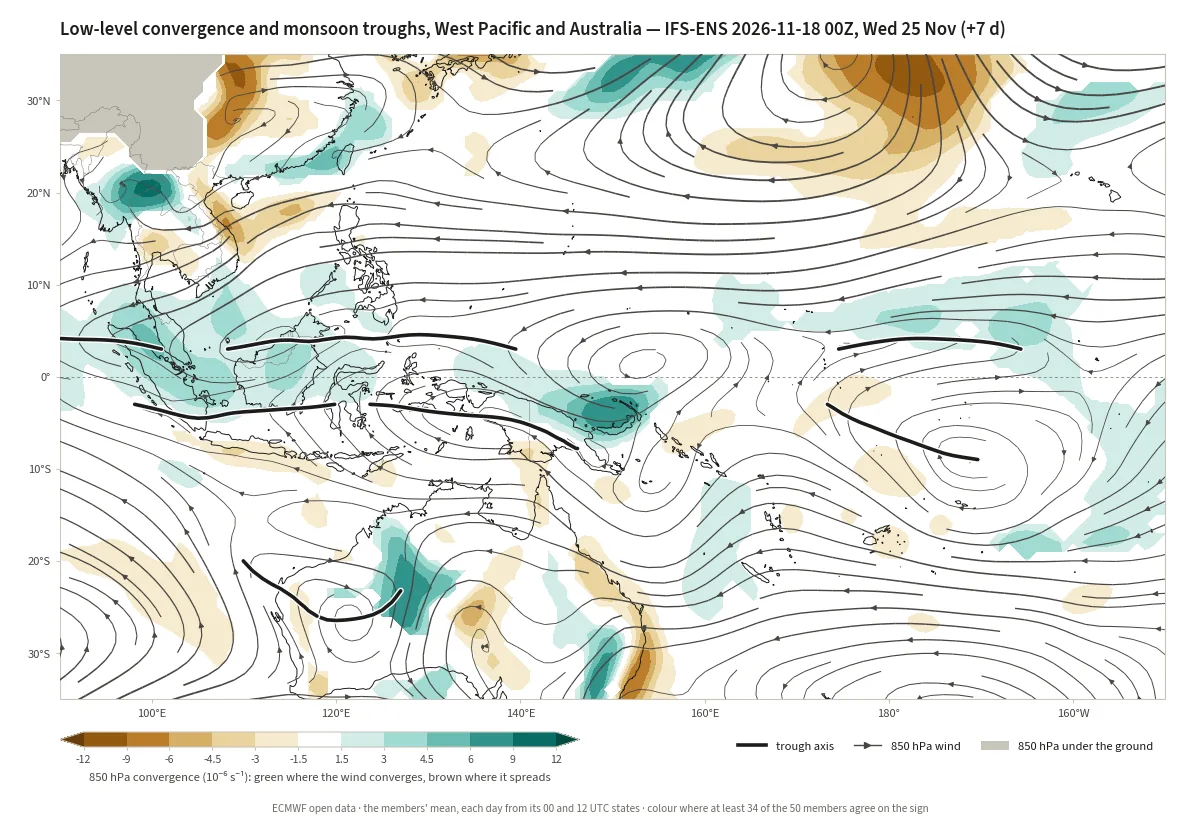 Low-level convergence and monsoon troughs, West Pacific and Australia — IFS-ENS 2026-11-18 00Z, Wed 25 Nov (+7 d)
30°N
20°N
10°N
0°
10°S
20°S
30°S
100°E 120°E 140°E 160°E 180° 160°W
-12 -9 -6 -4.5 -3 -1.5 1.5 3 4.5 6 9 12
850 hPa convergence (10⁻⁶ s⁻¹): green where the wind converges, brown where it spreads
trough axis 850 hPa wind 850 hPa under the ground
ECMWF open data · the members' mean, each day from its 00 and 12 UTC states · colour where at least 34 of the 50 members agree on the sign